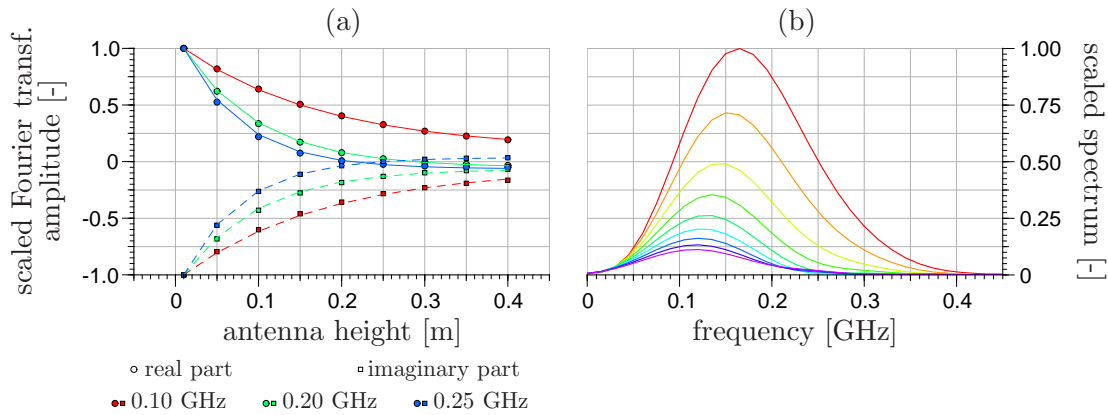 (a)
scaled Fourier transf.
amplitude [-]
1.0
0.5
0
-0.5
-1.0
0 0.1 0.2 0.3 0.4
antenna height [m]
real part imaginary part
0.10 GHz 0.20 GHz 0.25 GHz
(b)
1.00
0.75
0.50
0.25
0
scaled spectrum [-]
0 0.1 0.2 0.3 0.4
frequency [GHz]